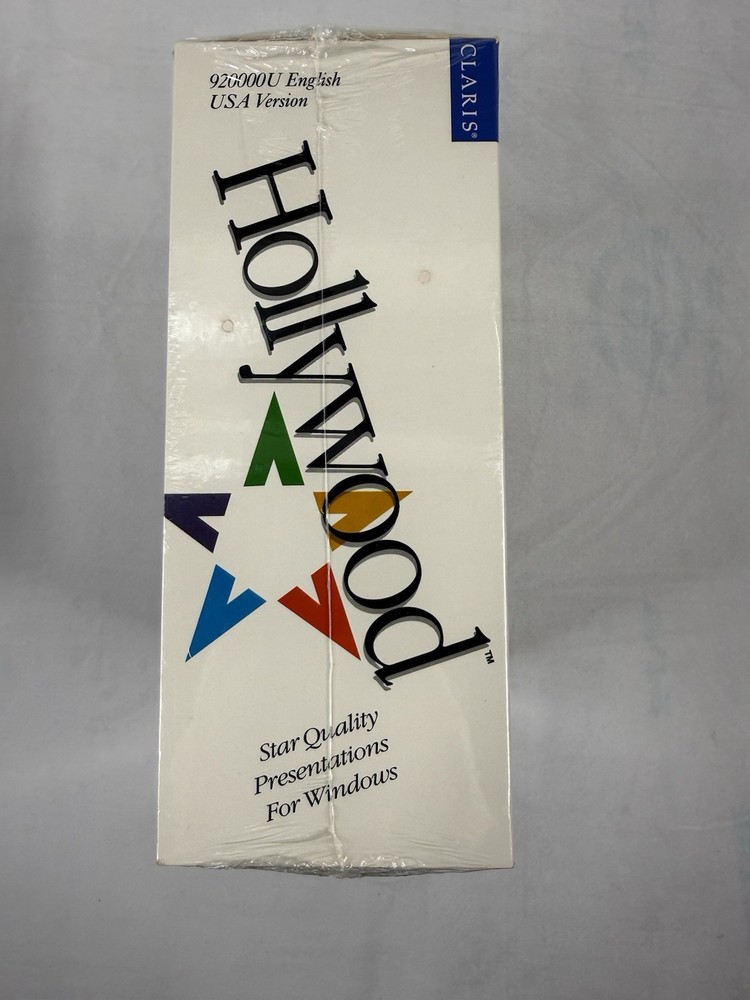 920000U English
USA Version
CLARIS®
Hollywood™
Star Quality
Presentations
For Windows